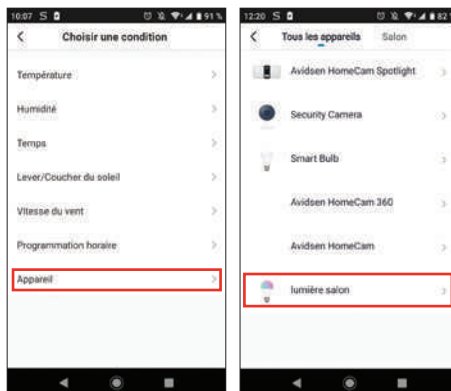 10:07 S 91 %
Choisir une condition
Température
Humidité
Temps
Lever/Coucher du soleil
Vitesse du vent
Programmation horaire
Appareil
12:20 S 82
Tous les appareils Salon
Avidsen HomeCam Spotlight
Security Camera
Smart Bulb
Avidsen HomeCam 360
Avidsen HomeCam
lumière salon